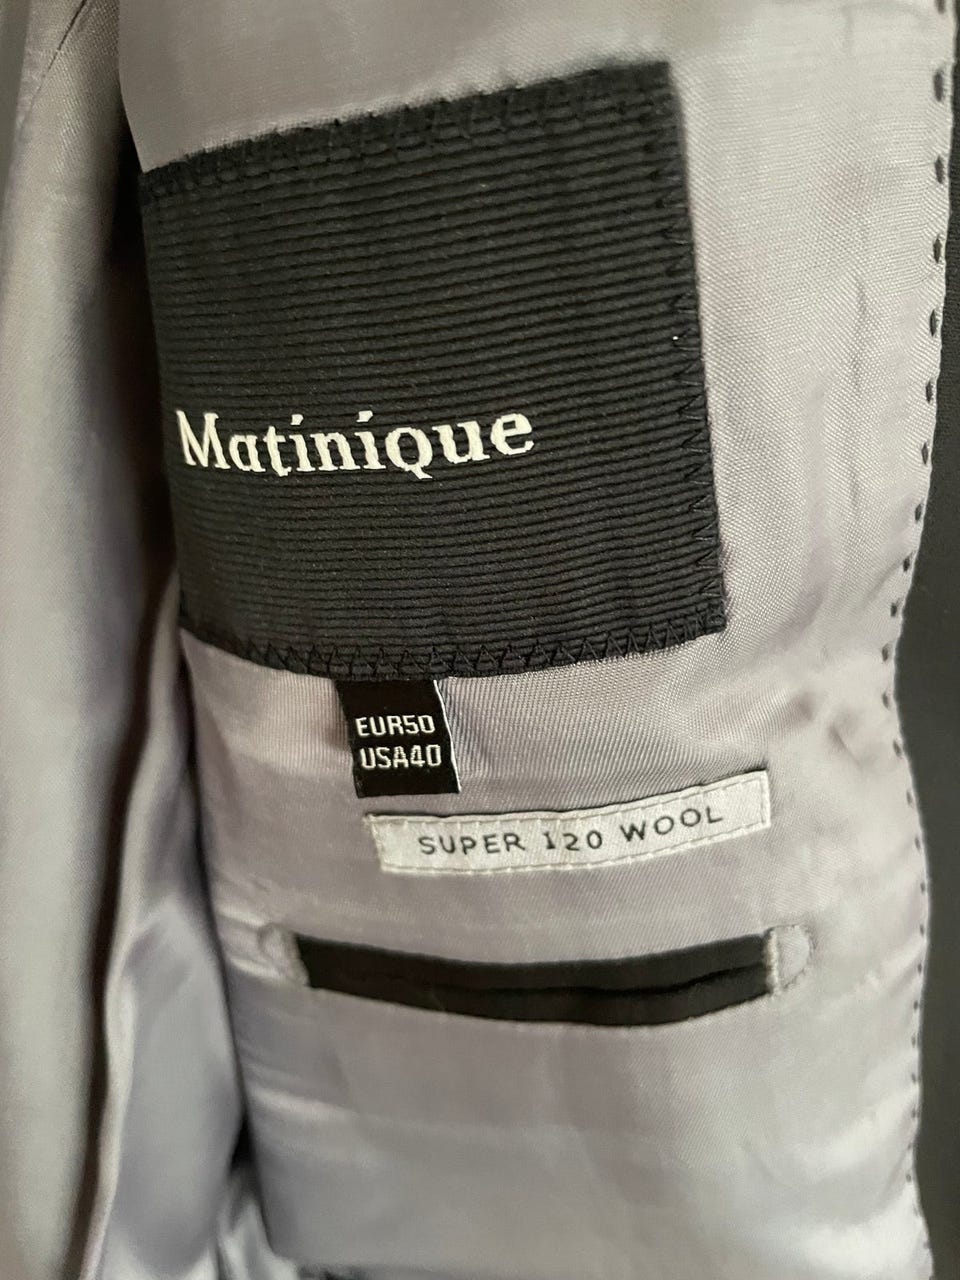 Matinique
EUR50
USA40
SUPER 120 WOOL